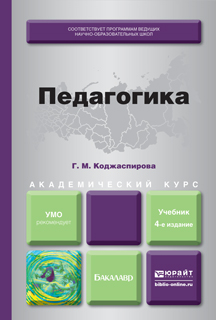 СООТВЕТСТВУЕТ ПРОГРАММАМ ВЕДУЩИХ
НАУЧНО-ОБРАЗОВАТЕЛЬНЫХ ШКОЛ
Педагогика
Г. М. Коджаспирова
АКАДЕМИЧЕСКИЙ КУРС
УМО
рекомендует
Учебник
4-е издание
Бакалавр
юрайт
biblio-online.ru